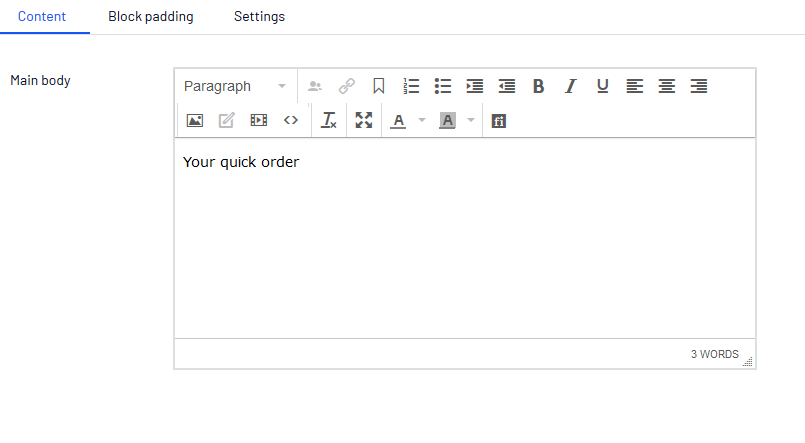 Content Block padding Settings
Main body
Paragraph
Your quick order
3 WORDS